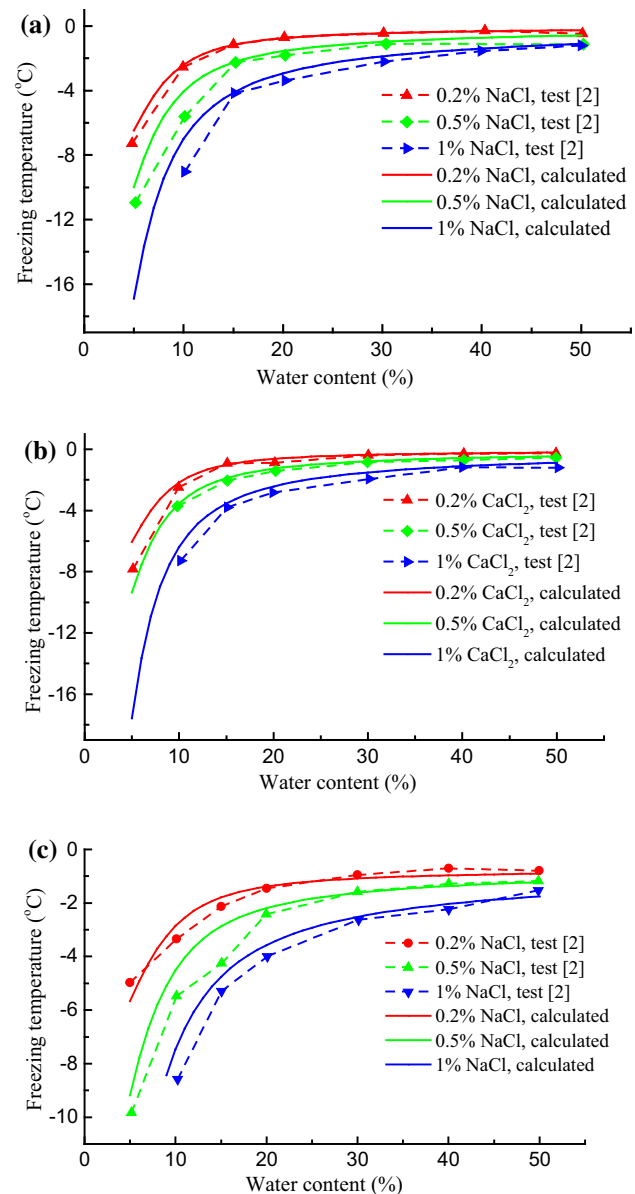 (a)
0
-4
-8
-12
-16
Freezing temperature (°C)
0.2% NaCl, test [2]
0.5% NaCl, test [2]
1% NaCl, test [2]
0.2% NaCl, calculated
0.5% NaCl, calculated
1% NaCl, calculated
0 10 20 30 40 50
Water content (%)
(b)
0
-4
-8
-12
-16
Freezing temperature (°C)
0.2% CaCl₂, test [2]
0.5% CaCl₂, test [2]
1% CaCl₂, test [2]
0.2% CaCl₂, calculated
0.5% CaCl₂, calculated
1% CaCl₂, calculated
0 10 20 30 40 50
Water content (%)
(c)
0
-2
-4
-6
-8
-10
Freezing temperature (°C)
0.2% NaCl, test [2]
0.5% NaCl, test [2]
1% NaCl, test [2]
0.2% NaCl, calculated
0.5% NaCl, calculated
1% NaCl, calculated
0 10 20 30 40 50
Water content (%)